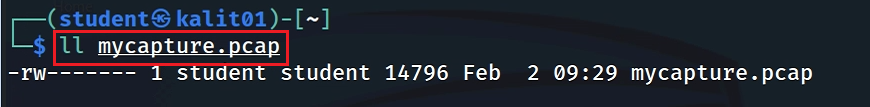 ┌──(student㉿kalit01)-[~]
└─$ ll mycapture.pcap
-rw------- 1 student student 14796 Feb  2 09:29 mycapture.pcap